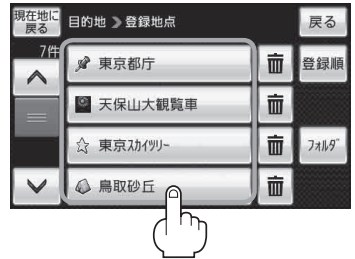 現在地に
戻る
目的地 》登録地点
戻る
7件
東京都庁
登録順
天保山大観覧車
東京ｽｶｲﾂﾘｰ
ﾌｫﾙﾀﾞ
鳥取砂丘